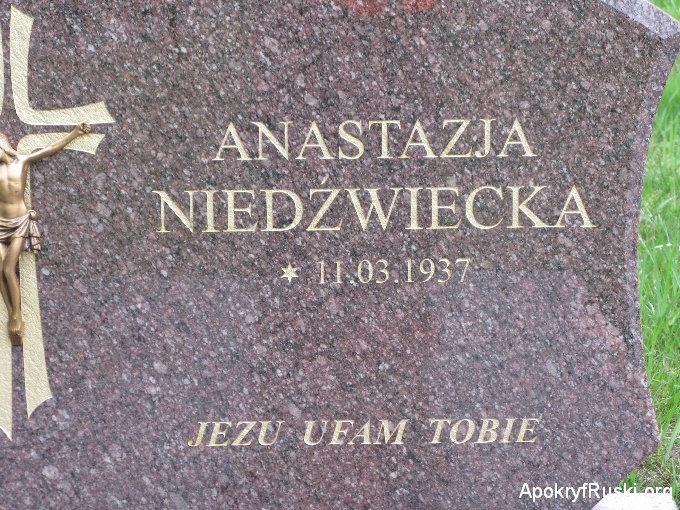 ANASTAZJA
NIEDŹWIECKA
* 11.03.1937
JEZU UFAM TOBIE
ApokryfRuski.org